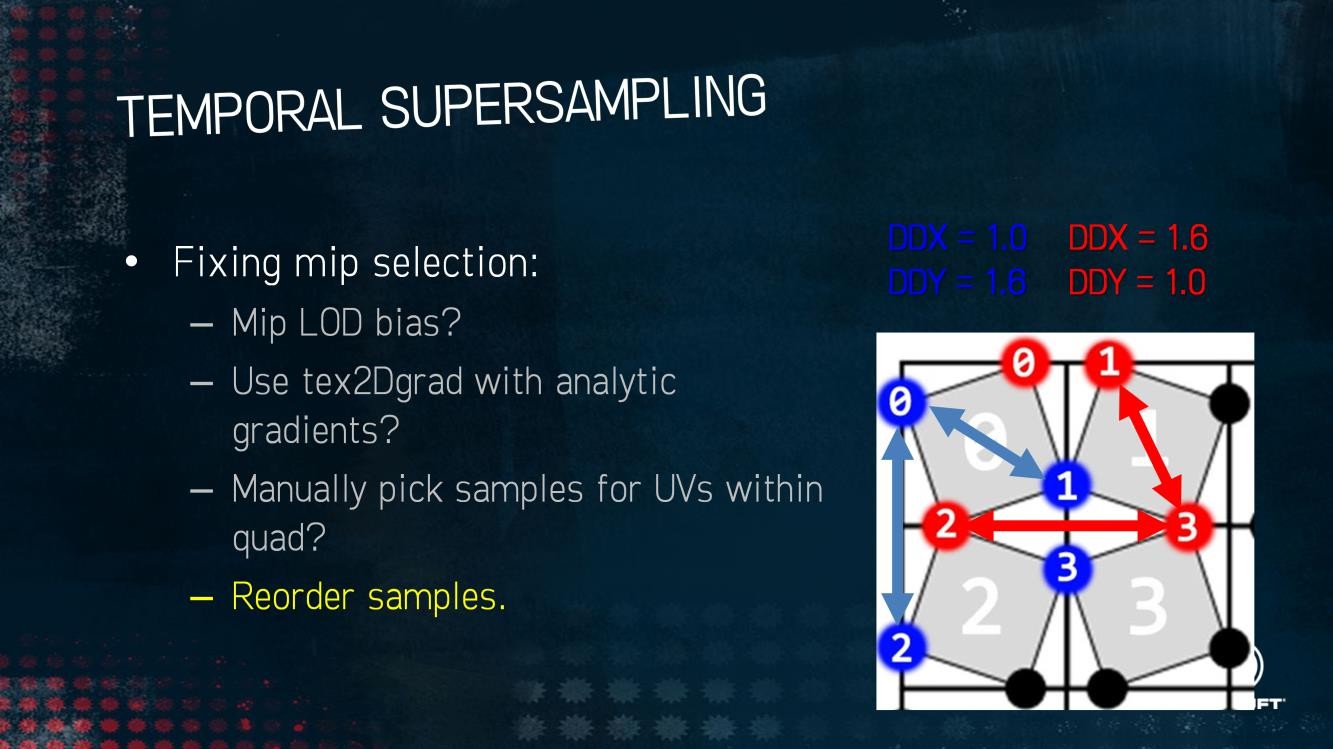 TEMPORAL SUPERSAMPLING
• Fixing mip selection:
– Mip LOD bias?
– Use tex2Dgrad with analytic
gradients?
– Manually pick samples for UVs within
quad?
– Reorder samples.
DDX = 1.0 DDX = 1.6
DDY = 1.6 DDY = 1.0
0 1
0
0 1
1
2 3
3
2 3
2